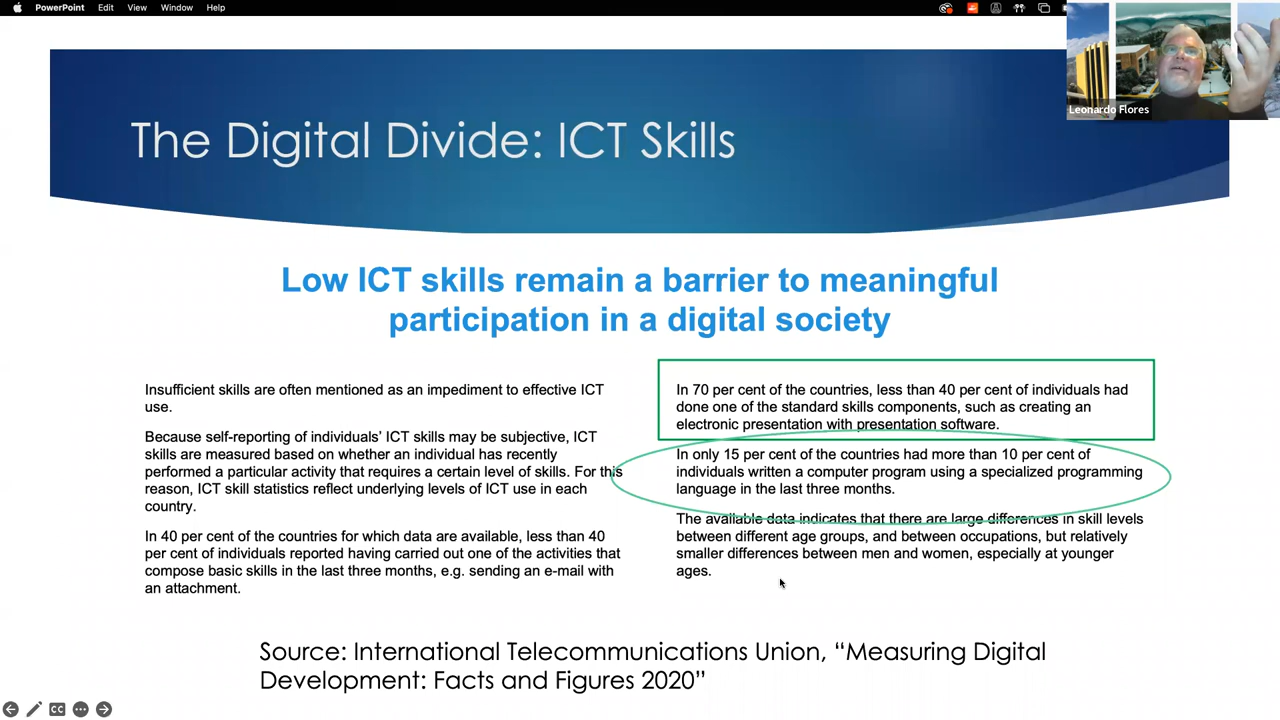 PowerPoint Edit View Window Help
Leonardo Flores
The Digital Divide: ICT Skills
Low ICT skills remain a barrier to meaningful
participation in a digital society
Insufficient skills are often mentioned as an impediment to effective ICT
use.
Because self-reporting of individuals' ICT skills may be subjective, ICT
skills are measured based on whether an individual has recently
performed a particular activity that requires a certain level of skills. For this
reason, ICT skill statistics reflect underlying levels of ICT use in each
country.
In 40 per cent of the countries for which data are available, less than 40
per cent of individuals reported having carried out one of the activities that
compose basic skills in the last three months, e.g. sending an e-mail with
an attachment.
In 70 per cent of the countries, less than 40 per cent of individuals had
done one of the standard skills components, such as creating an
electronic presentation with presentation software.
In only 15 per cent of the countries had more than 10 per cent of
individuals written a computer program using a specialized programming
language in the last three months.
The available data indicates that there are large differences in skill levels
between different age groups, and between occupations, but relatively
smaller differences between men and women, especially at younger
ages.
Source: International Telecommunications Union, “Measuring Digital
Development: Facts and Figures 2020”
CC